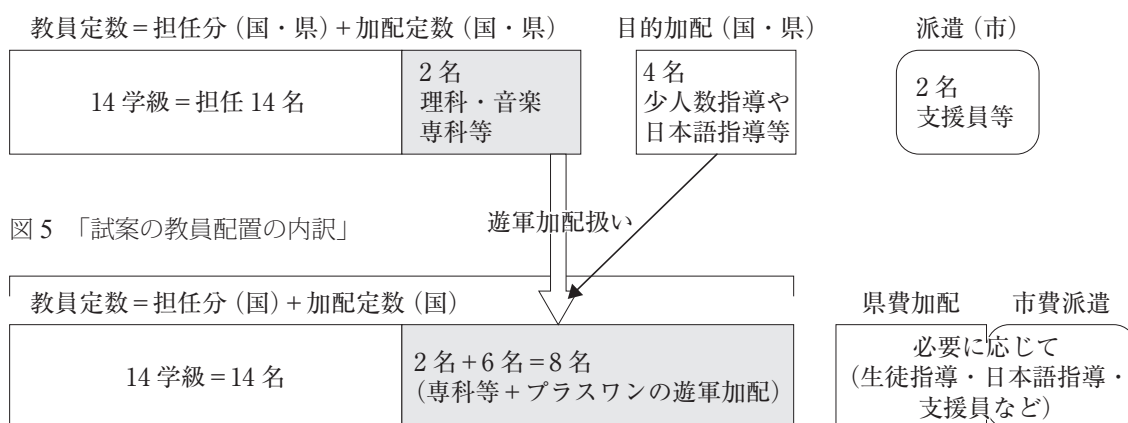 教員定数＝担任分（国・県）＋加配定数（国・県）
目的加配（国・県）
派遣（市）
14学級＝担任14名
2名
理科・音楽
専科等
4名
少人数指導や
日本語指導等
2名
支援員等
遊軍加配扱い
図5 「試案の教員配置の内訳」
教員定数＝担任分（国）＋加配定数（国）
県費加配
市費派遣
14学級＝14名
2名＋6名＝8名
（専科等＋プラスワンの遊軍加配）
必要に応じて
（生徒指導・日本語指導・
支援員など）